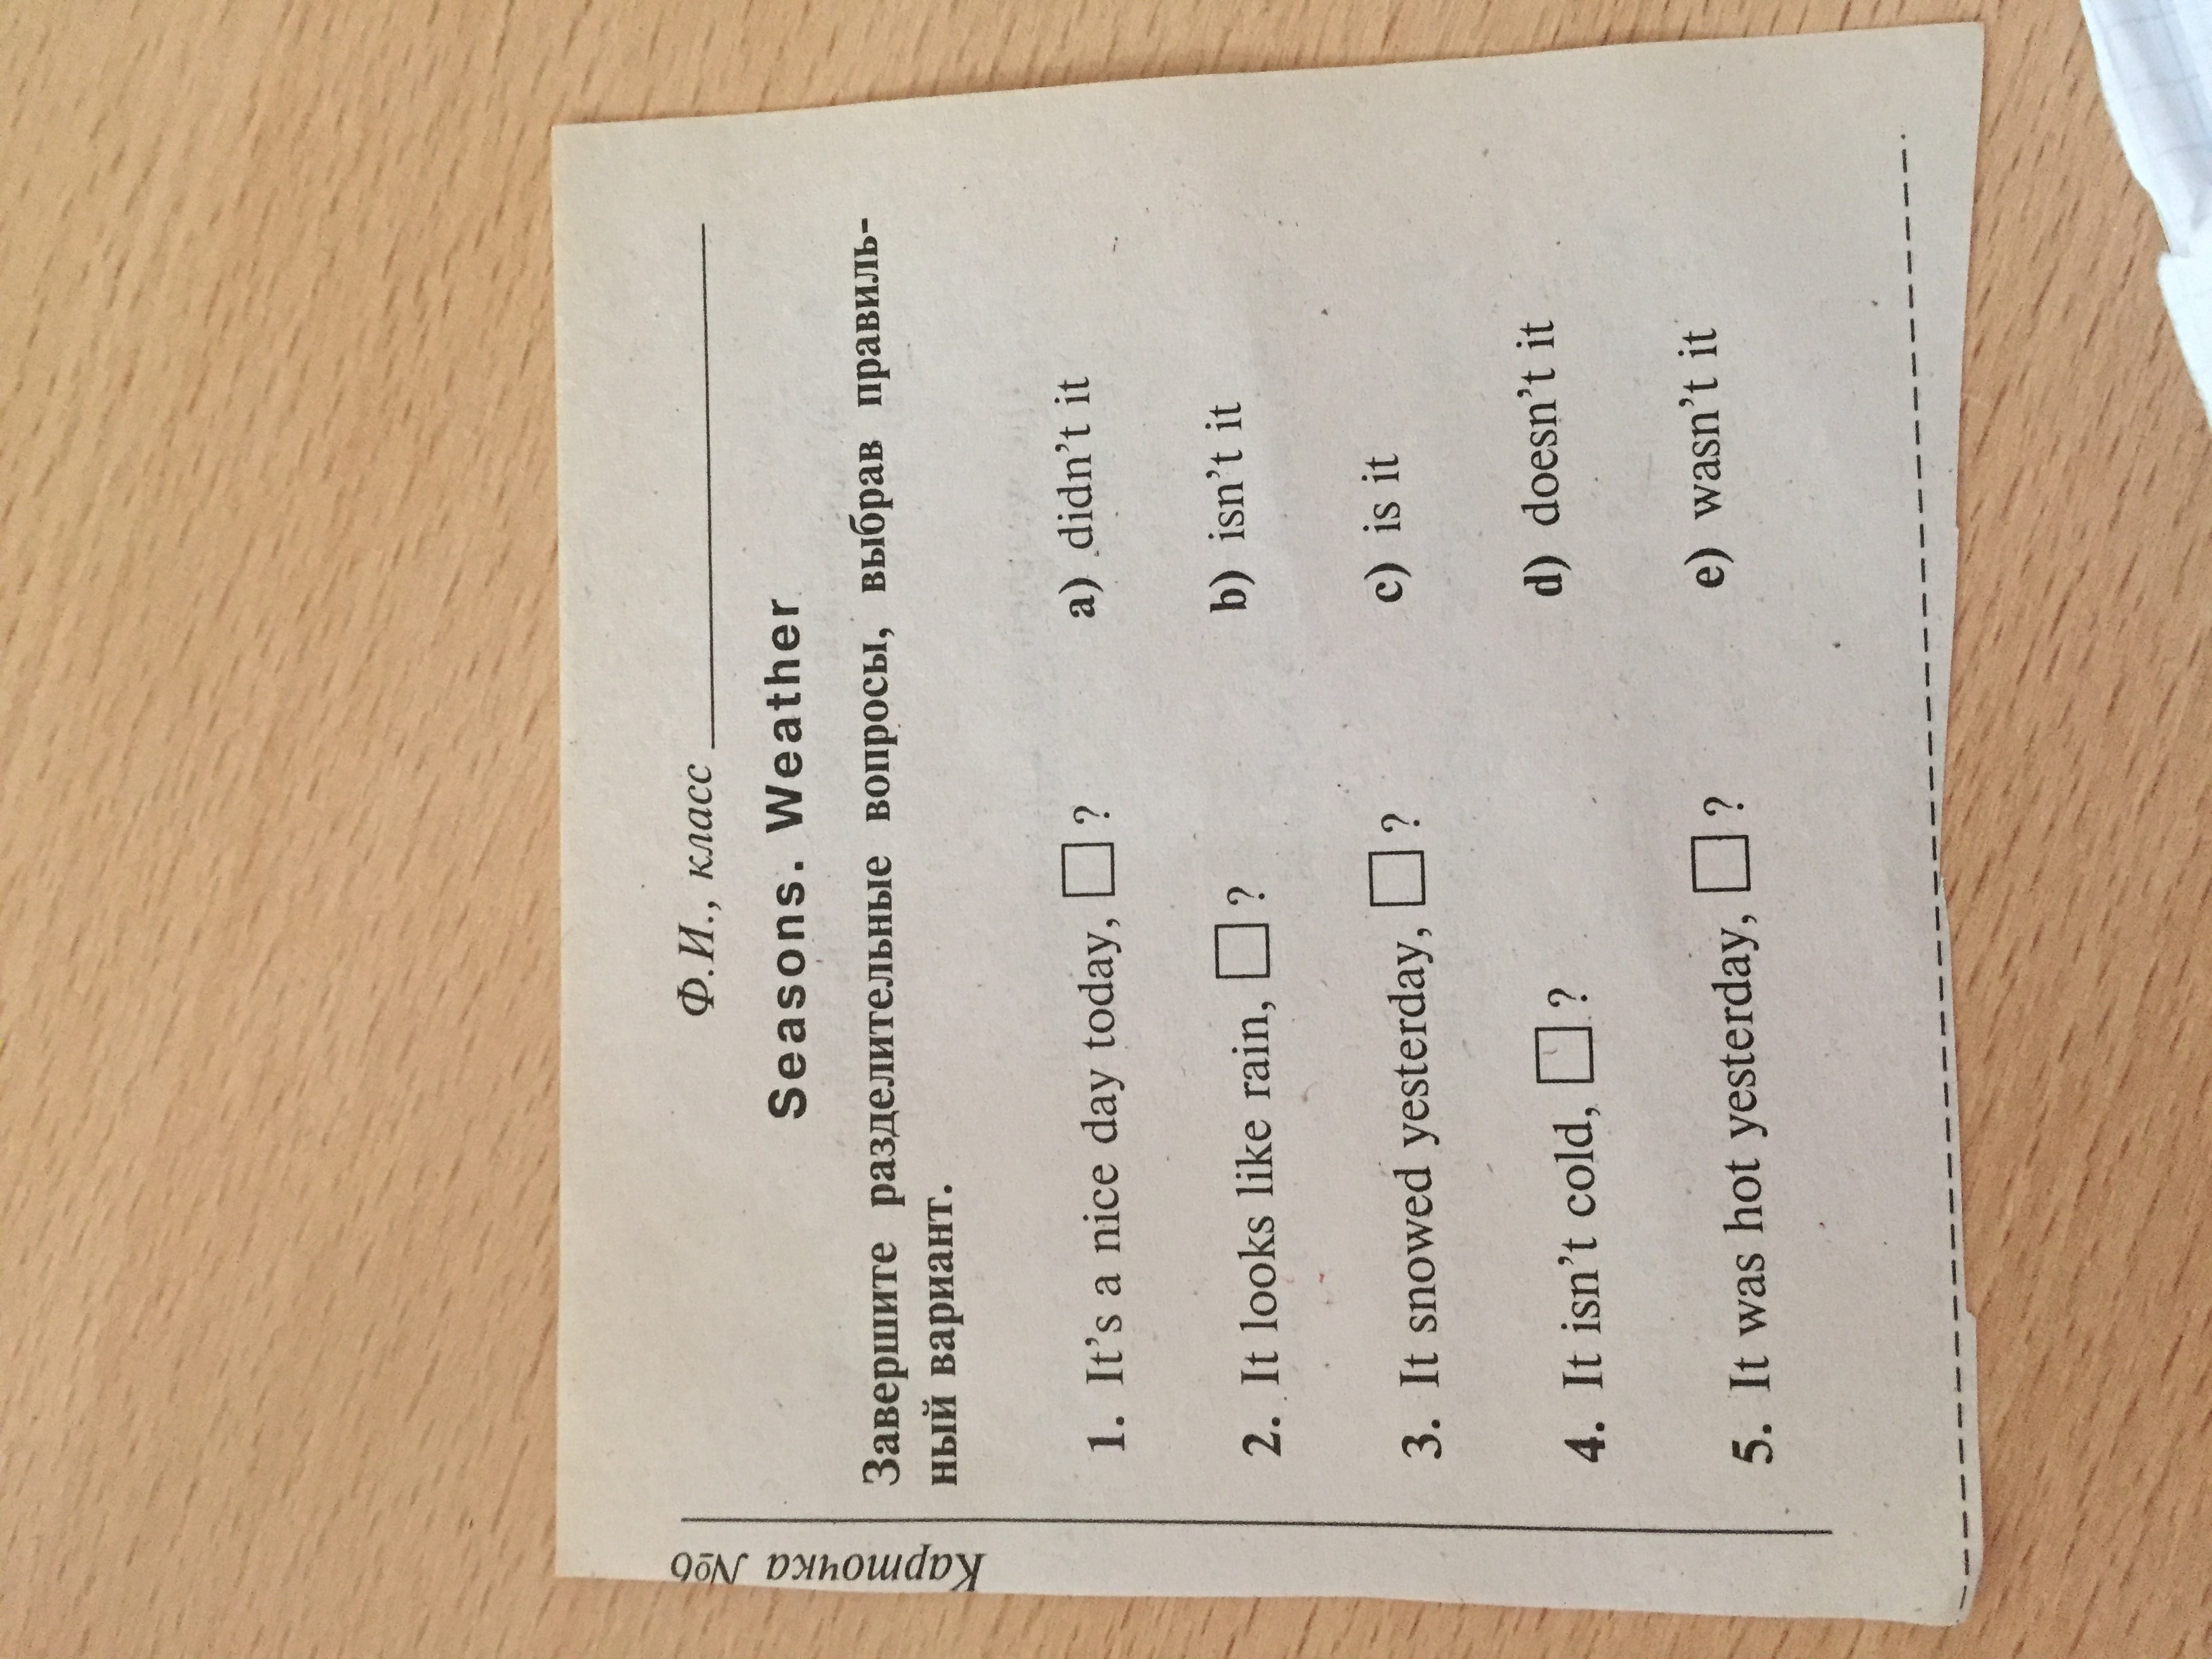 Карточка №6
Ф.И., класс
Seasons. Weather
Завершите разделительные вопросы, выбрав правиль-
ный вариант.
1. It's a nice day today, □? a) didn't it
2. It looks like rain, □? b) isn't it
3. It snowed yesterday, □? c) is it
4. It isn't cold, □? d) doesn't it
5. It was hot yesterday, □? e) wasn't it